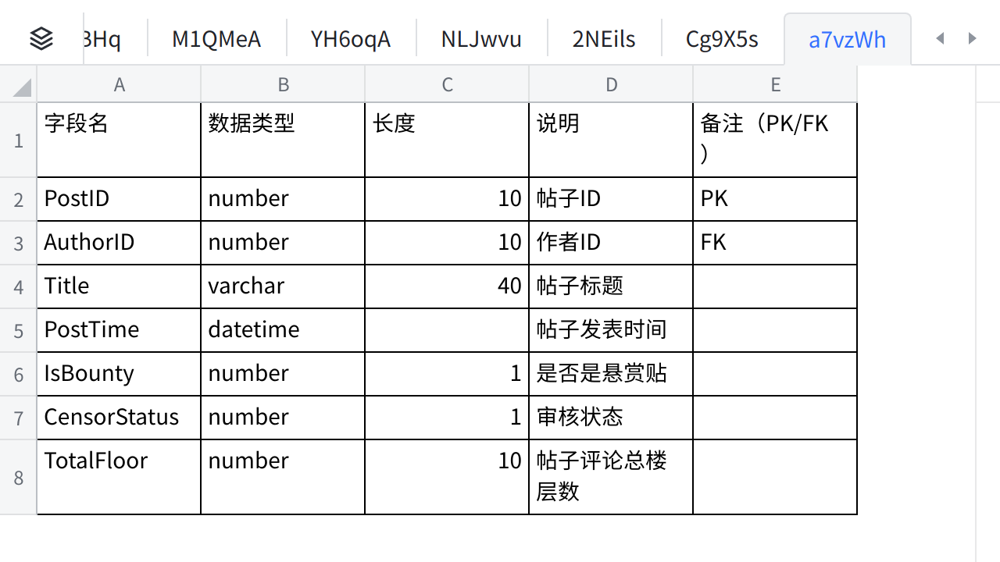 M1QMeA YH6oqA NLJwvu 2NEils Cg9X5s a7vzWh
A B C D E
1 字段名 数据类型 长度 说明 备注（PK/FK
）
2 PostID number 10 帖子ID PK
3 AuthorID number 10 作者ID FK
4 Title varchar 40 帖子标题
5 PostTime datetime 帖子发表时间
6 IsBounty number 1 是否是悬赏贴
7 CensorStatus number 1 审核状态
8 TotalFloor number 10 帖子评论总楼
层数